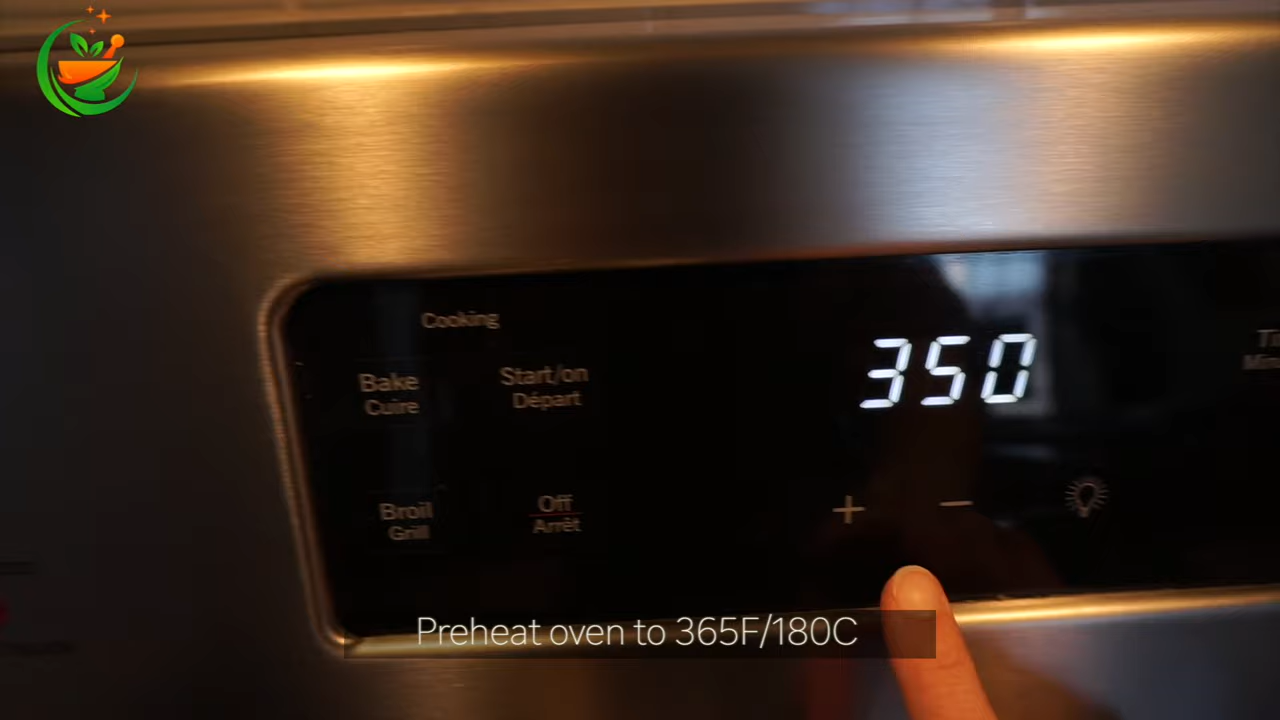 Cooking
Bake
Cuire
Start/on
Départ
350
Broil
Grill
Off
Arrêt
+
−
Preheat oven to 365F/180C